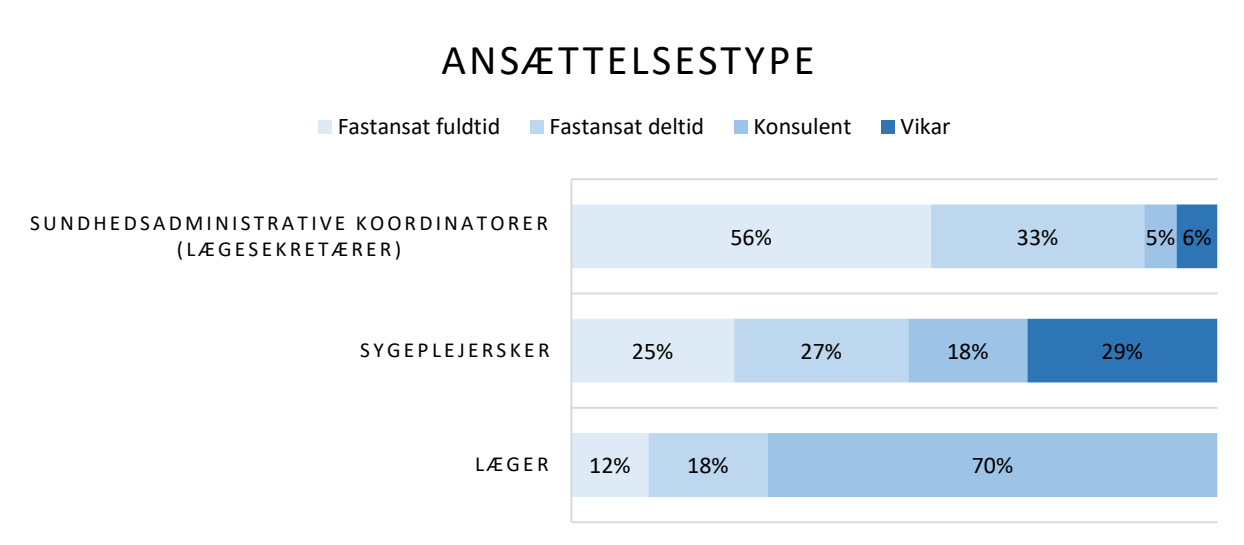 ANSÆTTELSESTYPE
Fastansat fuldtid Fastansat deltid Konsulent Vikar
SUNDHEDSADMINISTRATIVE KOORDINATORER
(LÆGESEKRETÆRER)
56% 33% 5% 6%
SYGEPLEJERSKER
25% 27% 18% 29%
LÆGER
12% 18% 70%